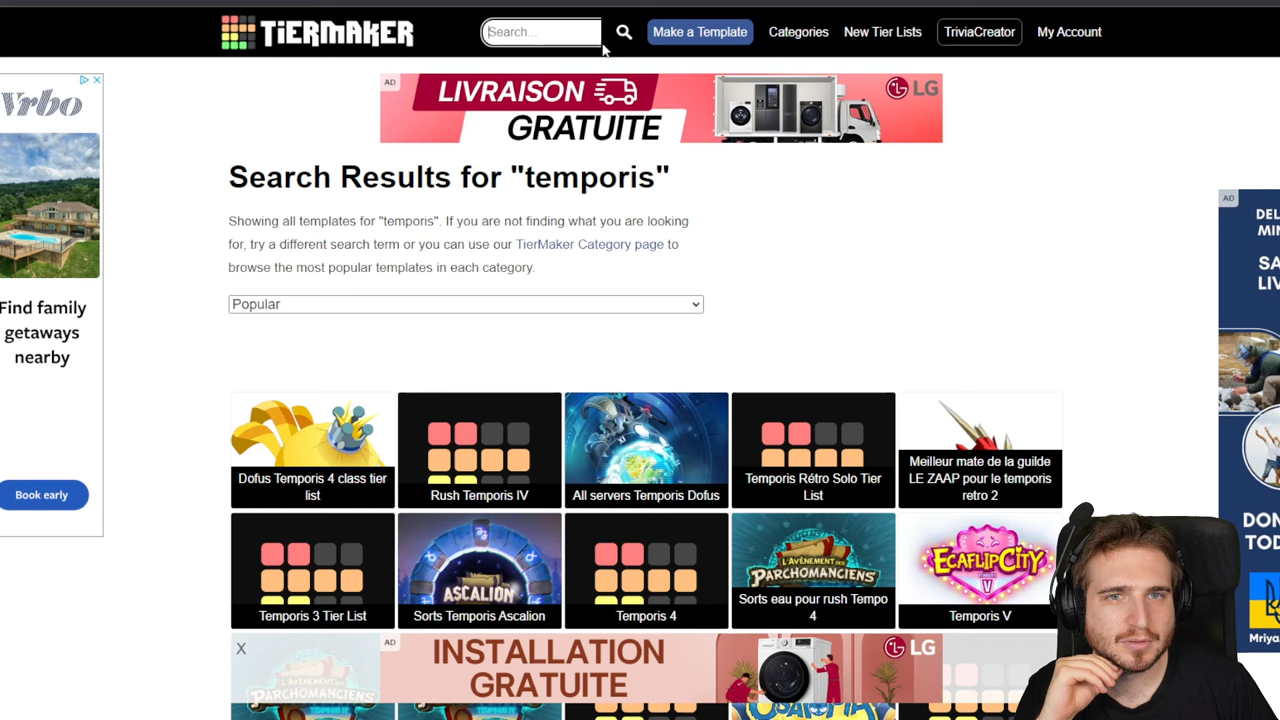 TiERMAKER
Search...
Make a Template
Categories
New Tier Lists
TriviaCreator
My Account
Vrbo
Find family
getaways
nearby
Book early
AD
LIVRAISON
GRATUITE
LG
Search Results for "temporis"
Showing all templates for "temporis". If you are not finding what you are looking
for, try a different search term or you can use our TierMaker Category page to
browse the most popular templates in each category.
Popular
AD
Dofus Temporis 4 class tier
list
Rush Temporis IV
All servers Temporis Dofus
Temporis Rétro Solo Tier
List
Meilleur mate de la guilde
LE ZAAP pour le temporis
retro 2
Temporis 3 Tier List
ASCALION
Sorts Temporis Ascalion
Temporis 4
L'AVÈNEMENT DES
PARCHOMANCIENS
Sorts eau pour rush Tempo
4
ECAFLIPCITY
V
Temporis V
X
AD
INSTALLATION
GRATUITE
LG